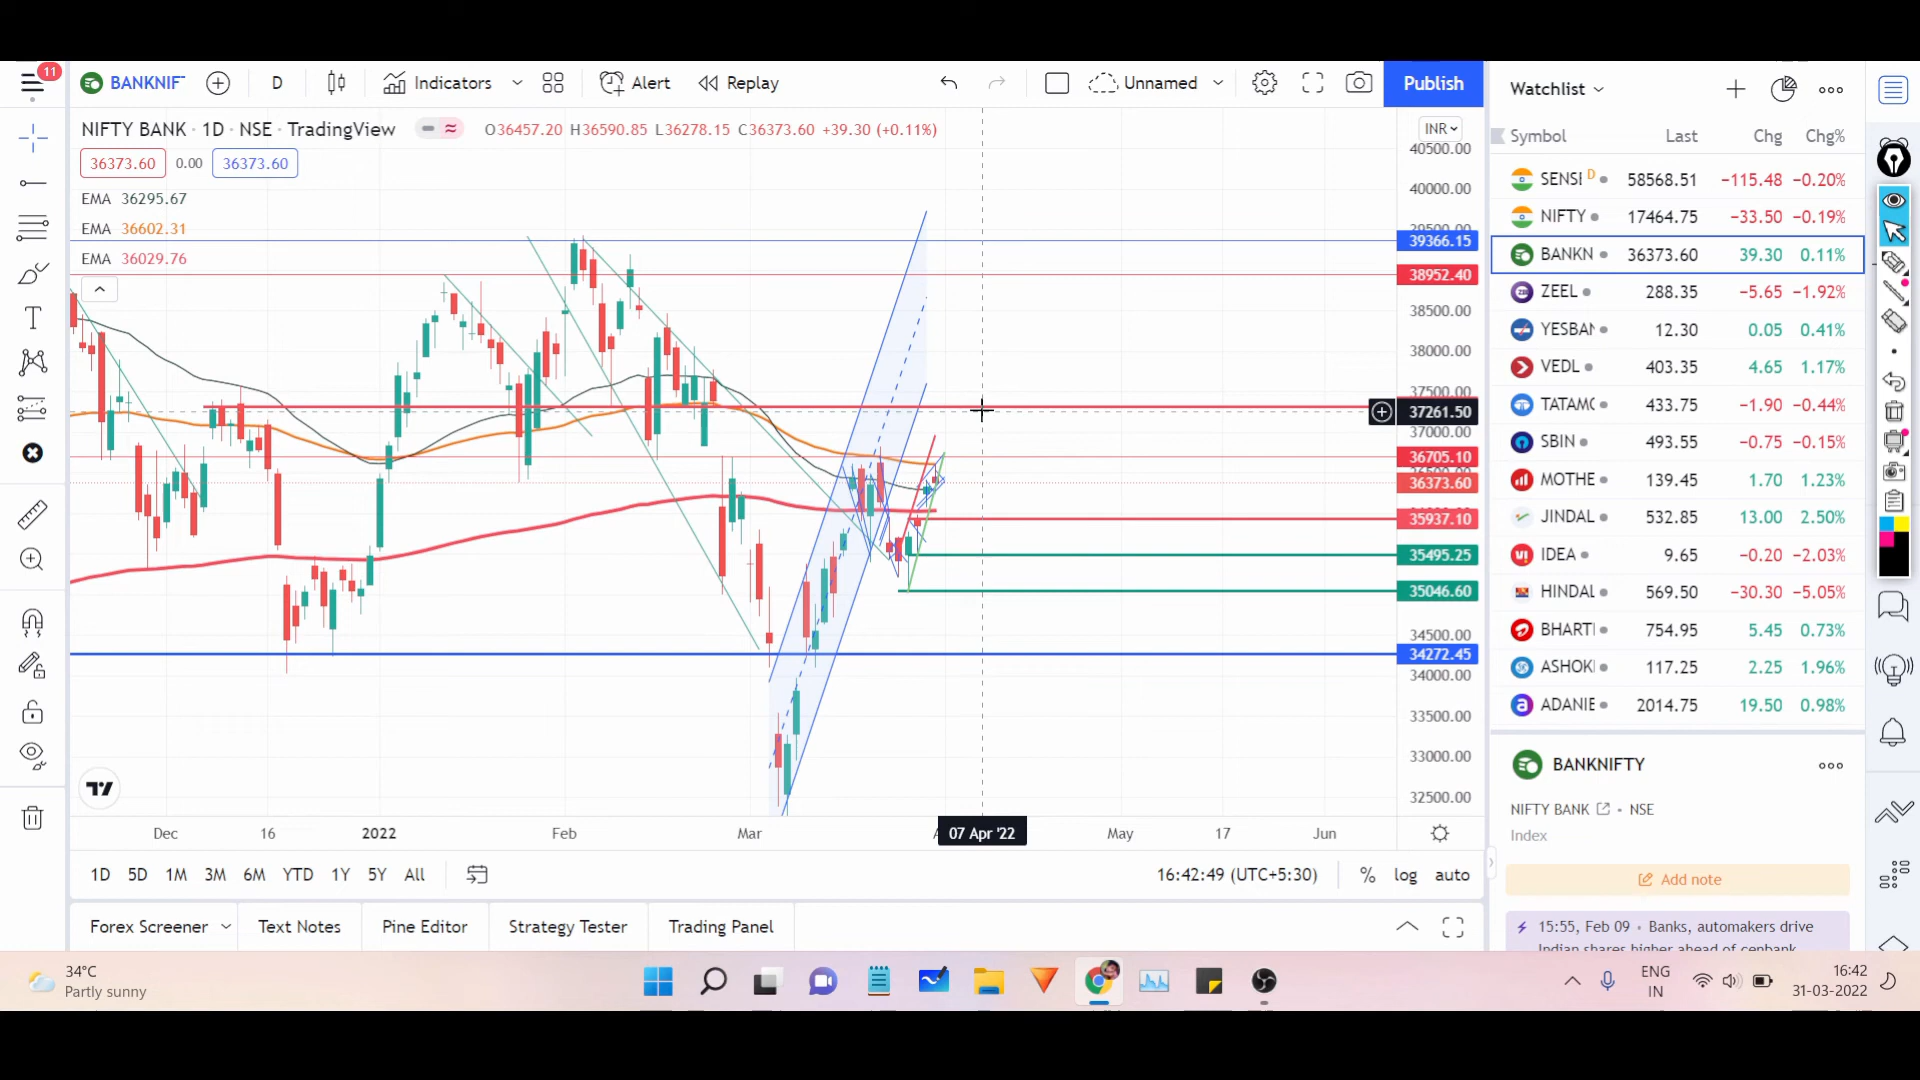 11
BANKNIF
D
Indicators
Alert
Replay
Unnamed
Publish
NIFTY BANK · 1D · NSE · TradingView
O36457.20 H36590.85 L36278.15 C36373.60 +39.30 (+0.11%)
36373.60 0.00 36373.60
EMA 36295.67
EMA 36602.31
EMA 36029.76
INR
40500.00
40000.00
39366.15
38952.40
38500.00
38000.00
37500.00
37261.50
37000.00
36705.10
36373.60
35937.10
35495.25
35046.60
34500.00
34272.45
34000.00
33500.00
33000.00
32500.00
Dec 16 2022 Feb Mar 07 Apr '22 May 17 Jun
1D 5D 1M 3M 6M YTD 1Y 5Y All
16:42:49 (UTC+5:30) % log auto
Forex Screener Text Notes Pine Editor Strategy Tester Trading Panel
Watchlist
Symbol Last Chg Chg%
SENSI D 58568.51 −115.48 −0.20%
NIFTY 17464.75 −33.50 −0.19%
BANKN 36373.60 39.30 0.11%
ZEEL 288.35 −5.65 −1.92%
YESBAN 12.30 0.05 0.41%
VEDL 403.35 4.65 1.17%
TATAMO 433.75 −1.90 −0.44%
SBIN 493.55 −0.75 −0.15%
MOTHE 139.45 1.70 1.23%
JINDAL 532.85 13.00 2.50%
IDEA 9.65 −0.20 −2.03%
HINDAL 569.50 −30.30 −5.05%
BHARTI 754.95 5.45 0.73%
ASHOK 117.25 2.25 1.96%
ADANIE 2014.75 19.50 0.98%
BANKNIFTY
NIFTY BANK · NSE
Index
Add note
15:55, Feb 09 · Banks, automakers drive
Indian shares higher ahead of cenbank
34°C
Partly sunny
ENG
IN
16:42
31-03-2022